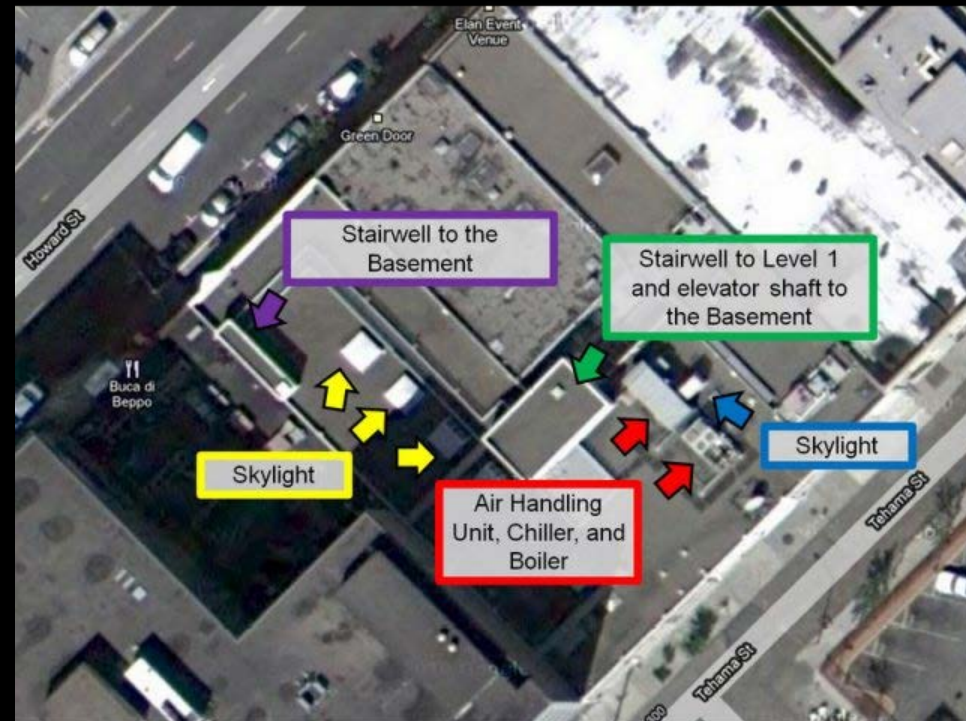 Elan Event
Venue
Green Door
Howard St
Stairwell to the
Basement
Stairwell to Level 1
and elevator shaft to
the Basement
Buca di
Beppo
Skylight
Skylight
Air Handling
Unit, Chiller, and
Boiler
Tehama St
Tehama St
300